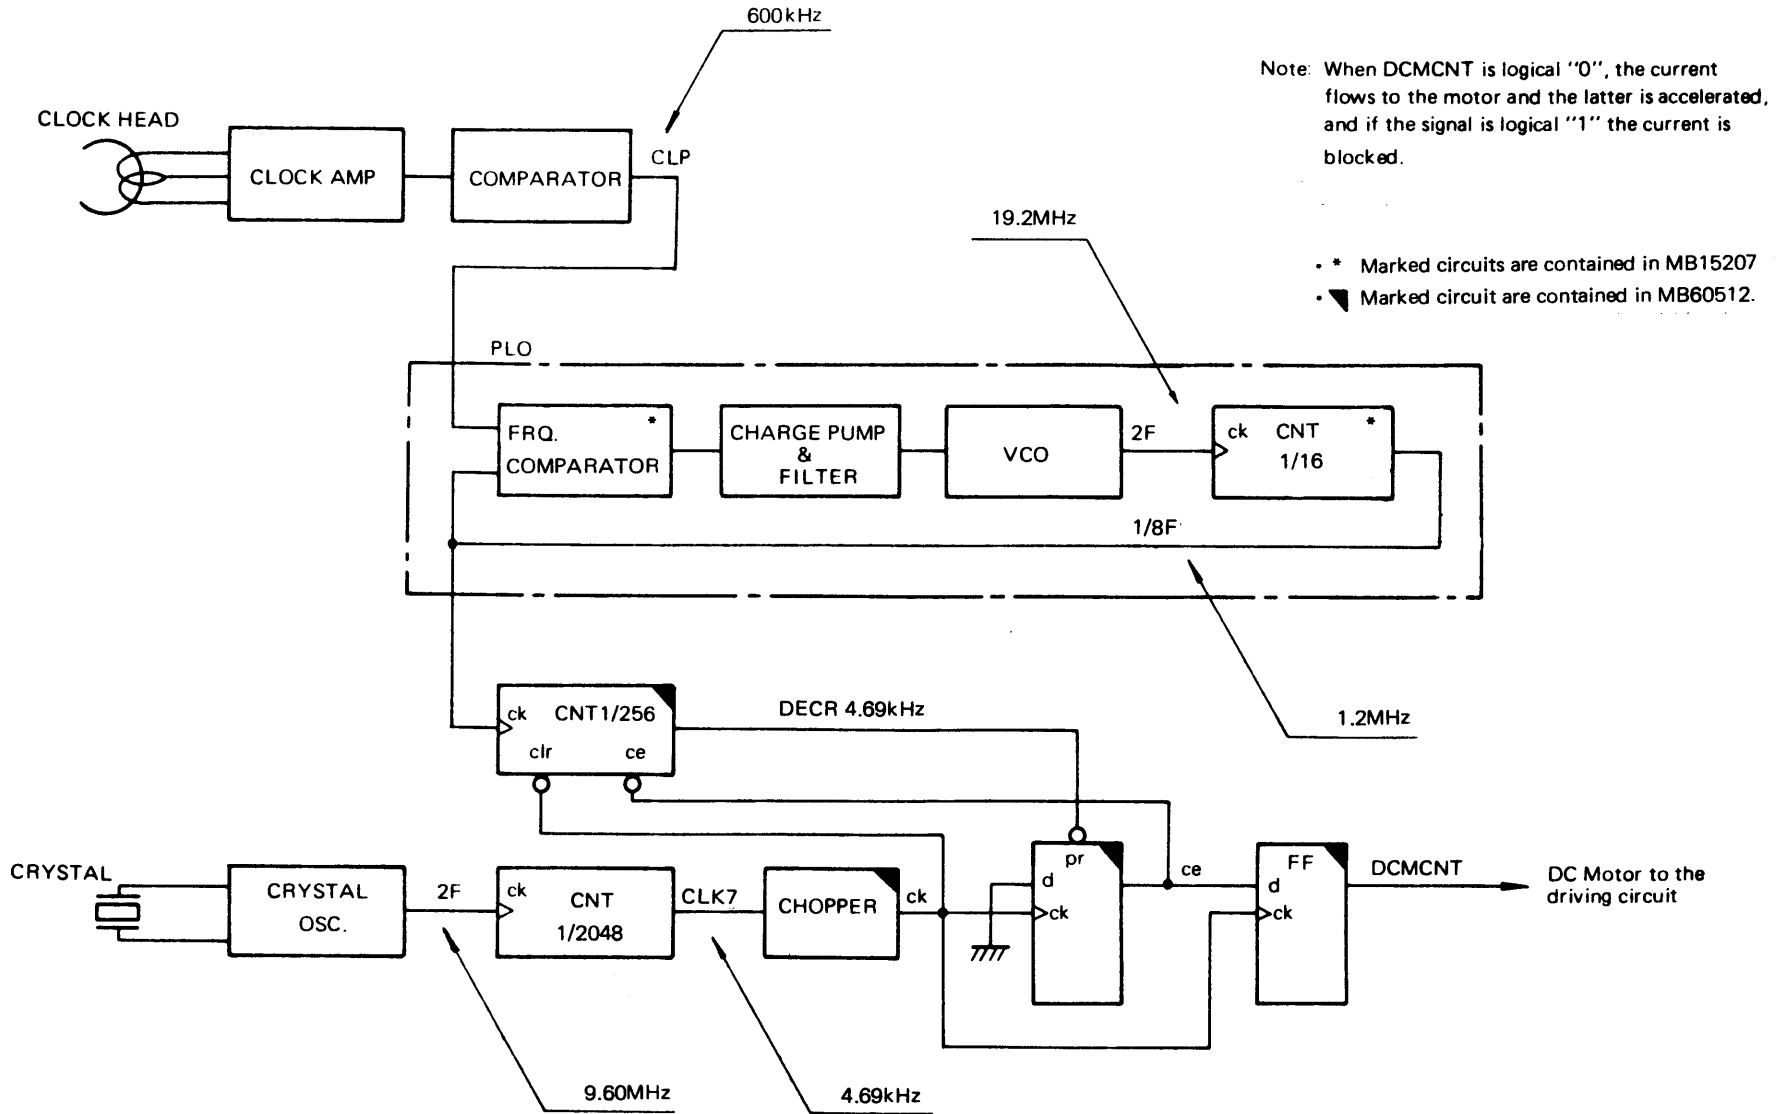 600kHz
Note: When DCMCNT is logical "0", the current
flows to the motor and the latter is accelerated,
and if the signal is logical "1" the current is
blocked.
CLOCK HEAD
CLOCK AMP
COMPARATOR
CLP
19.2MHz
• * Marked circuits are contained in MB15207
• ◥ Marked circuit are contained in MB60512.
PLO
FRQ.
COMPARATOR
*
CHARGE PUMP
&
FILTER
VCO
2F
ck
CNT
1/16
*
1/8F
1.2MHz
ck
CNT1/256
clr
ce
DECR 4.69kHz
CRYSTAL
CRYSTAL
OSC.
2F
ck
CNT
1/2048
CLK7
CHOPPER
ck
pr
d
ck
ce
FF
d
ck
DCMCNT
DC Motor to the
driving circuit
9.60MHz
4.69kHz